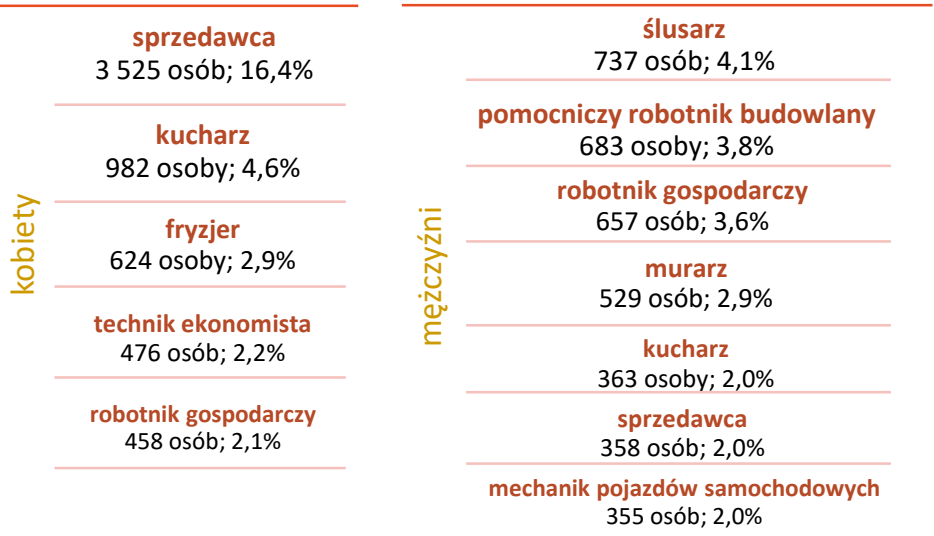 kobiety
sprzedawca
3 525 osób; 16,4%
kucharz
982 osoby; 4,6%
fryzjer
624 osoby; 2,9%
technik ekonomista
476 osób; 2,2%
robotnik gospodarczy
458 osób; 2,1%
mężczyźni
ślusarz
737 osób; 4,1%
pomocniczy robotnik budowlany
683 osoby; 3,8%
robotnik gospodarczy
657 osób; 3,6%
murarz
529 osób; 2,9%
kucharz
363 osoby; 2,0%
sprzedawca
358 osób; 2,0%
mechanik pojazdów samochodowych
355 osób; 2,0%